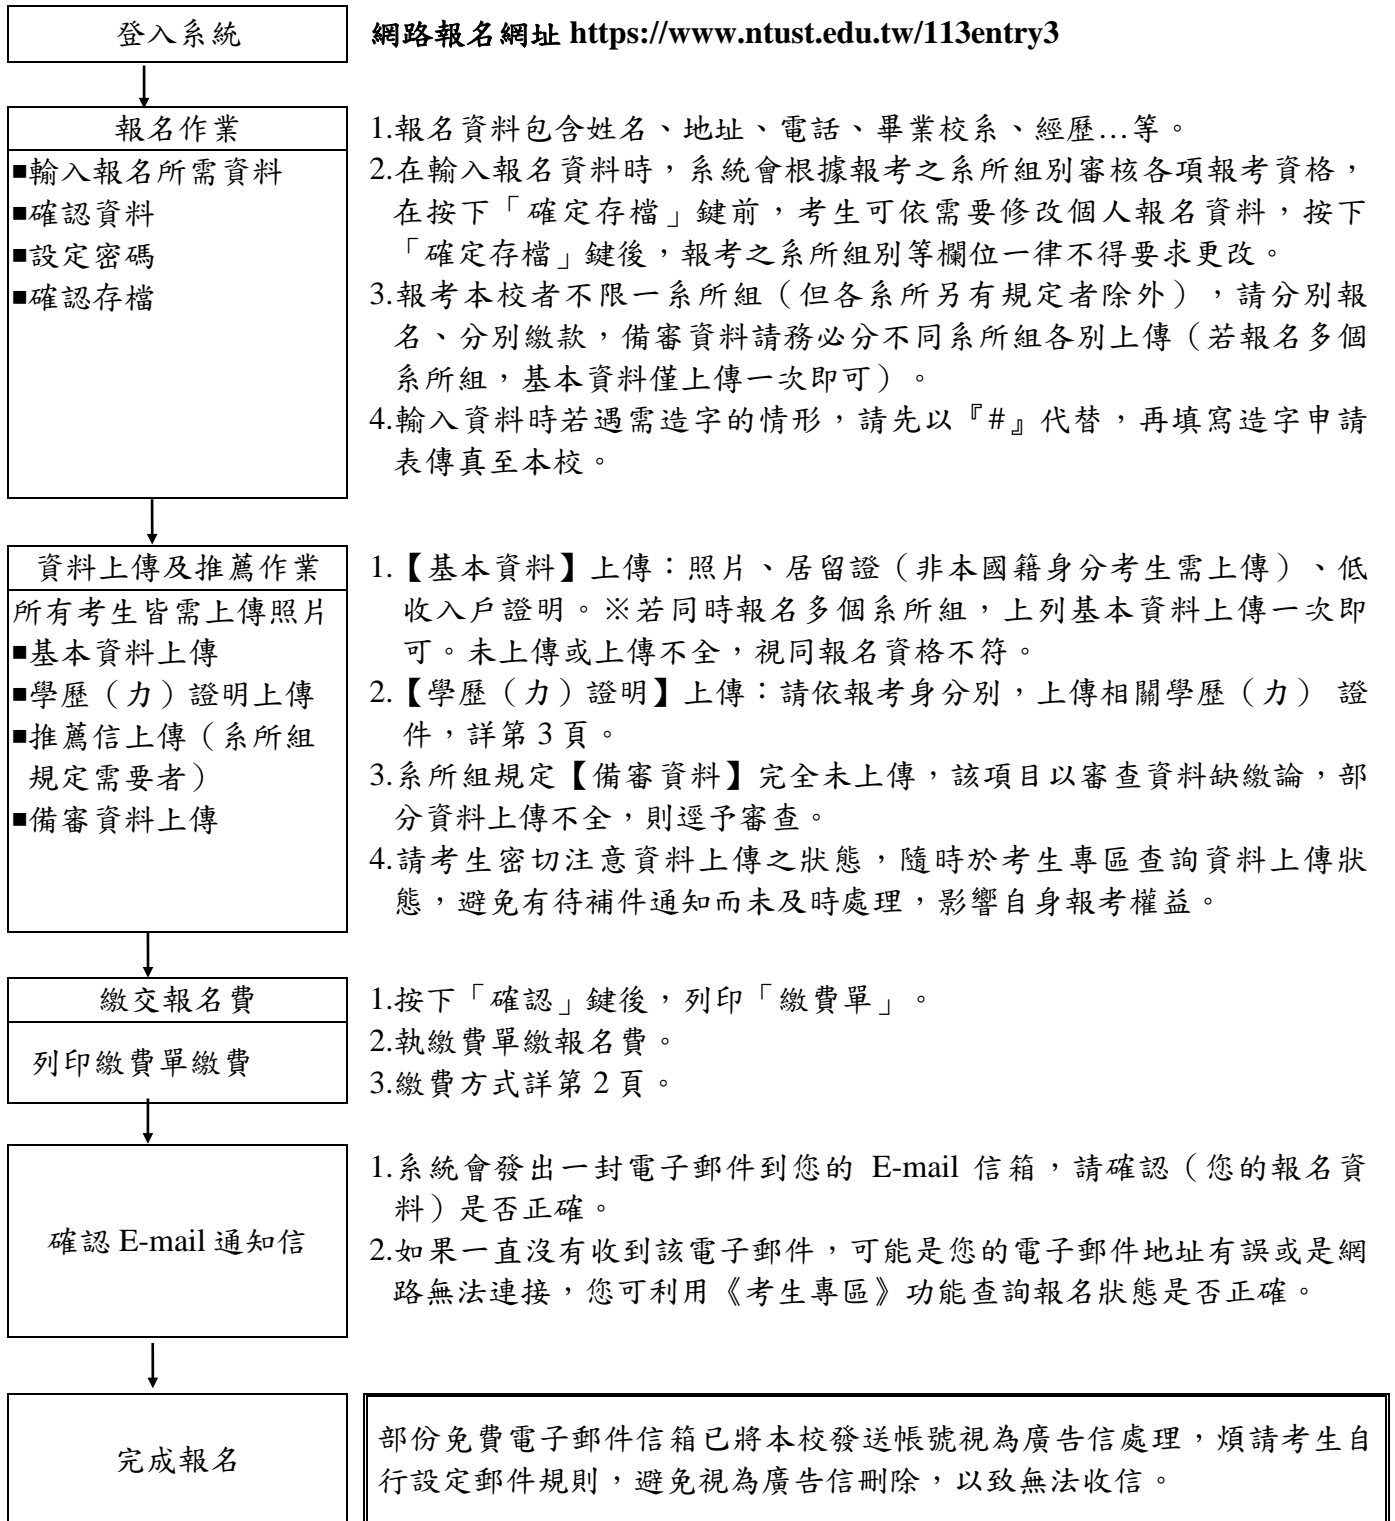 登入系統
網路報名網址 https://www.ntust.edu.tw/113entry3
報名作業
■輸入報名所需資料
■確認資料
■設定密碼
■確認存檔
1.報名資料包含姓名、地址、電話、畢業校系、經歷…等。
2.在輸入報名資料時，系統會根據報考之系所組別審核各項報考資格，
在按下「確定存檔」鍵前，考生可依需要修改個人報名資料，按下
「確定存檔」鍵後，報考之系所組別等欄位一律不得要求更改。
3.報考本校者不限一系所組（但各系所另有規定者除外），請分別報
名、分別繳款，備審資料請務必分不同系所組各別上傳（若報名多個
系所組，基本資料僅上傳一次即可）。
4.輸入資料時若遇需造字的情形，請先以『#』代替，再填寫造字申請
表傳真至本校。
資料上傳及推薦作業
所有考生皆需上傳照片
■基本資料上傳
■學歷（力）證明上傳
■推薦信上傳（系所組
規定需要者）
■備審資料上傳
1.【基本資料】上傳：照片、居留證（非本國籍身分考生需上傳）、低
收入戶證明。※若同時報名多個系所組，上列基本資料上傳一次即
可。未上傳或上傳不全，視同報名資格不符。
2.【學歷（力）證明】上傳：請依報考身分別，上傳相關學歷（力） 證
件，詳第 3 頁。
3.系所組規定【備審資料】完全未上傳，該項目以審查資料缺繳論，部
分資料上傳不全，則逕予審查。
4.請考生密切注意資料上傳之狀態，隨時於考生專區查詢資料上傳狀
態，避免有待補件通知而未及時處理，影響自身報考權益。
繳交報名費
列印繳費單繳費
1.按下「確認」鍵後，列印「繳費單」。
2.執繳費單繳報名費。
3.繳費方式詳第 2 頁。
確認 E-mail 通知信
1.系統會發出一封電子郵件到您的 E-mail 信箱，請確認（您的報名資
料）是否正確。
2.如果一直沒有收到該電子郵件，可能是您的電子郵件地址有誤或是網
路無法連接，您可利用《考生專區》功能查詢報名狀態是否正確。
完成報名
部份免費電子郵件信箱已將本校發送帳號視為廣告信處理，煩請考生自
行設定郵件規則，避免視為廣告信刪除，以致無法收信。